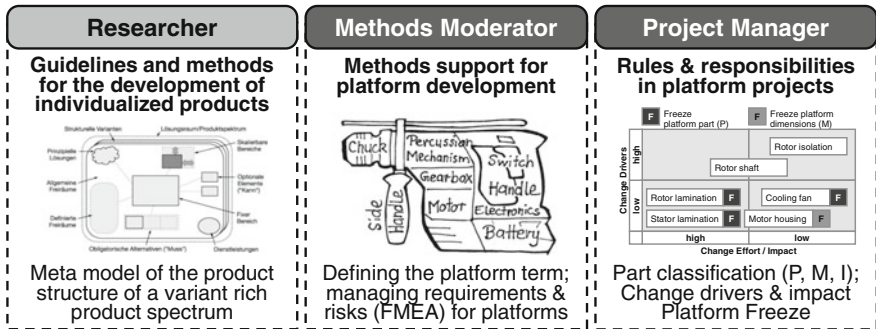 Researcher
Guidelines and methods
for the development of
individualized products
Strukturelle Varianten
Lösungsraum/Produktspektrum
Prinzipielle
Lösungen
Skalierbare
Bereiche
Allgemeine
Freiräume
Optionale
Elemente
("Kann")
Definierte
Freiräume
Fixer
Bereich
Obligatorische Alternativen ("Muss")
Dienstleistungen
Meta model of the product
structure of a variant rich
product spectrum
Methods Moderator
Methods support for
platform development
Chuck
Percussian
Mechanism
Gearbox
Motor
Switch
Handle
Electronics
Battery
side
Handle
Defining the platform term;
managing requirements &
risks (FMEA) for platforms
Project Manager
Rules & responsibilities
in platform projects
F Freeze
platform part (P)
F Freeze platform
dimensions (M)
Change Drivers
high
low
Rotor isolation
Rotor shaft
Rotor lamination F
Cooling fan F
Stator lamination F
Motor housing F
high
low
Change Effort / Impact
Part classification (P, M, I);
Change drivers & impact
Platform Freeze